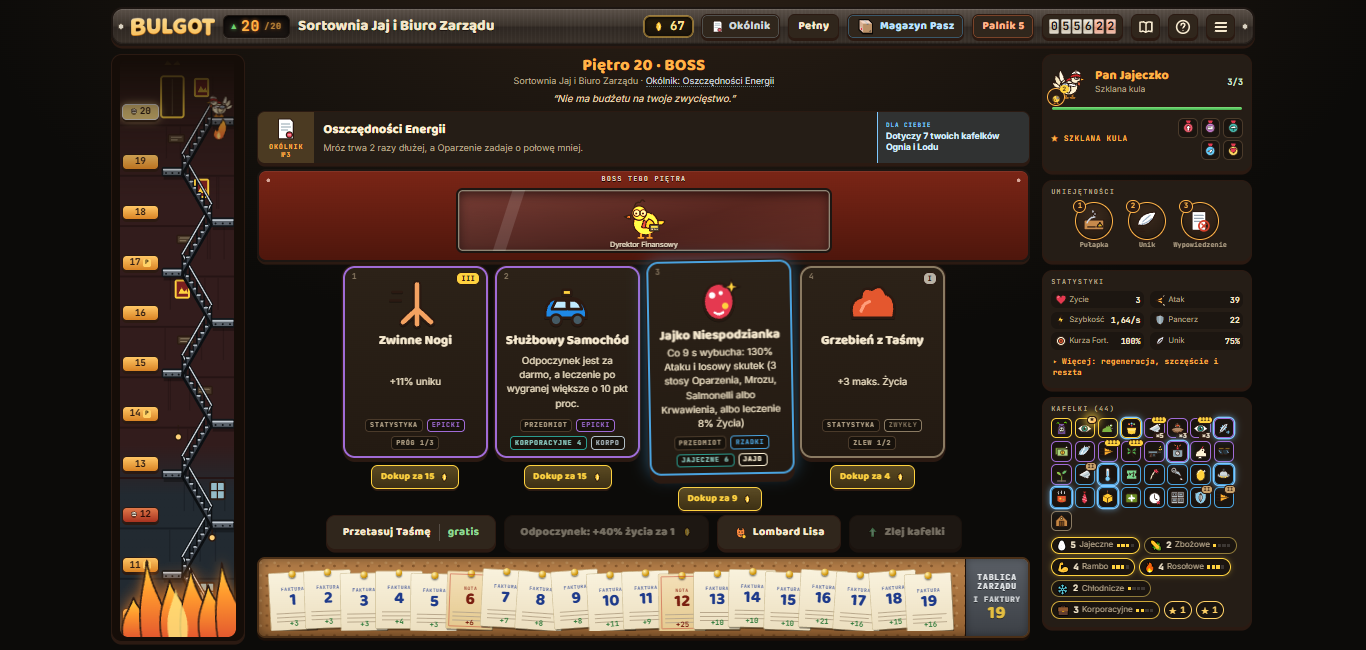 BULGOT
▲ 20 /20
Sortownia Jaj i Biuro Zarządu
67
Okólnik
Pełny
Magazyn Pasz
Palnik 5
055622
Piętro 20 · BOSS
Sortownia Jaj i Biuro Zarządu · Okólnik: Oszczędności Energii
"Nie ma budżetu na twoje zwycięstwo."
OKÓLNIK
№3
Oszczędności Energii
Mróz trwa 2 razy dłużej, a Oparzenie zadaje o połowę mniej.
DLA CIEBIE
Dotyczy 7 twoich kafelków
Ognia i Lodu
BOSS TEGO PIĘTRA
Dyrektor Finansowy
1
III
Zwinne Nogi
+11% uniku
STATYSTYKA
EPICKI
PRÓG 1/3
Dokup za 15
2
Służbowy Samochód
Odpoczynek jest za
darmo, a leczenie po
wygranej większe o 10 pkt
proc.
PRZEDMIOT
EPICKI
KORPORACYJNE 4
KORPO
Dokup za 15
3
Jajko Niespodzianka
Co 9 s wybucha: 130%
Ataku i losowy skutek (3
stosy Oparzenia, Mrozu,
Salmonelli albo
Krwawienia, albo leczenie
8% Życia)
PRZEDMIOT
RZADKI
JAJECZNE 6
JAJO
Dokup za 9
4
I
Grzebień z Taśmy
+3 maks. Życia
STATYSTYKA
ZWYKŁY
ZLEW 1/2
Dokup za 4
Przetasuj Taśmę
gratis
Odpoczynek: +40% życia za 1
Lombard Lisa
Zlej kafelki
20
19
18
17 P
16
15
14 P
13
12
11
FAKTURA 1 +3
FAKTURA 2 +3
FAKTURA 3 +3
FAKTURA 4 +3
FAKTURA 5 +3
NOTA 6 +6
FAKTURA 7 +7
FAKTURA 8 +8
FAKTURA 9 +8
FAKTURA 10 +11
FAKTURA 11 +9
NOTA 12 +25
FAKTURA 13 +10
FAKTURA 14 +10
FAKTURA 15 +10
FAKTURA 16 +21
FAKTURA 17 +16
FAKTURA 18 +15
FAKTURA 19 +16
TABLICA
ZARZĄDU
I FAKTURY
19
Pan Jajeczko
Szklana kula
3/3
★ SZKLANA KULA
UMIEJĘTNOŚCI
1
Pułapka
2
Unik
3
Wypowiedzenie
STATYSTYKI
Życie 3
Atak 39
Szybkość 1,64/s
Pancerz 22
Kurza Fort. 100%
Unik 75%
▸ Więcej: regeneracja, szczęście i
reszta
KAFELKI (44)
5 Jajeczne
2 Zbożowe
4 Rambo
4 Rosołowe
2 Chłodnicze
3 Korporacyjne
★ 1
★ 1